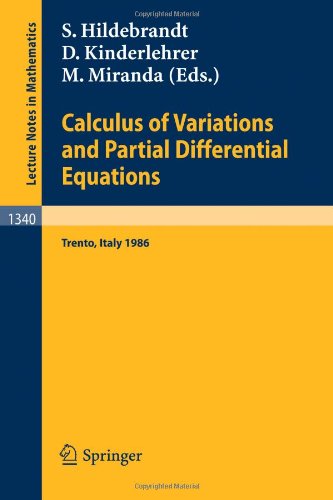 S. Hildebrandt
D. Kinderlehrer
M. Miranda (Eds.)
Lecture Notes in Mathematics
1340
Calculus of Variations
and Partial Differential
Equations
Trento, Italy 1986
Springer